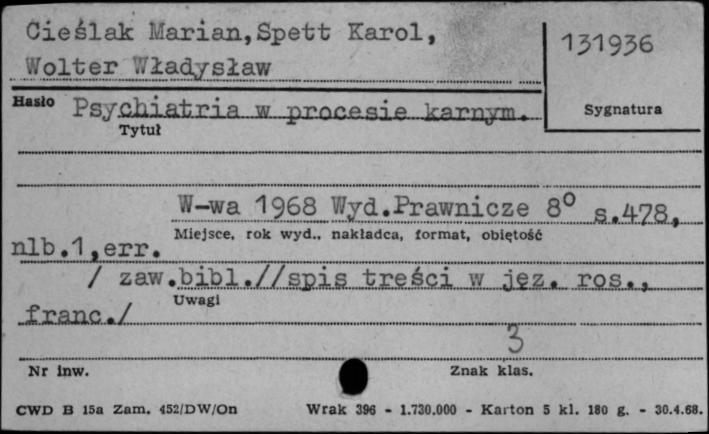 Cieślak Marian,Spett Karol,
Wolter Władysław
131936
Sygnatura
Hasło Psychiatria w procesie karnym.
Tytuł
W-wa 1968 Wyd.Prawnicze 8° s.478,
Miejsce, rok wyd., nakładca, format, objętość
nlb.1,err.
/ zaw.bibl.//spis treści w jęz. ros.,
Uwagi
franc./
3
Nr inw.
Znak klas.
CWD B 15a Zam. 452/DW/On Wrak 396 - 1.730.000 - Karton 5 kl. 180 g. - 30.4.68.